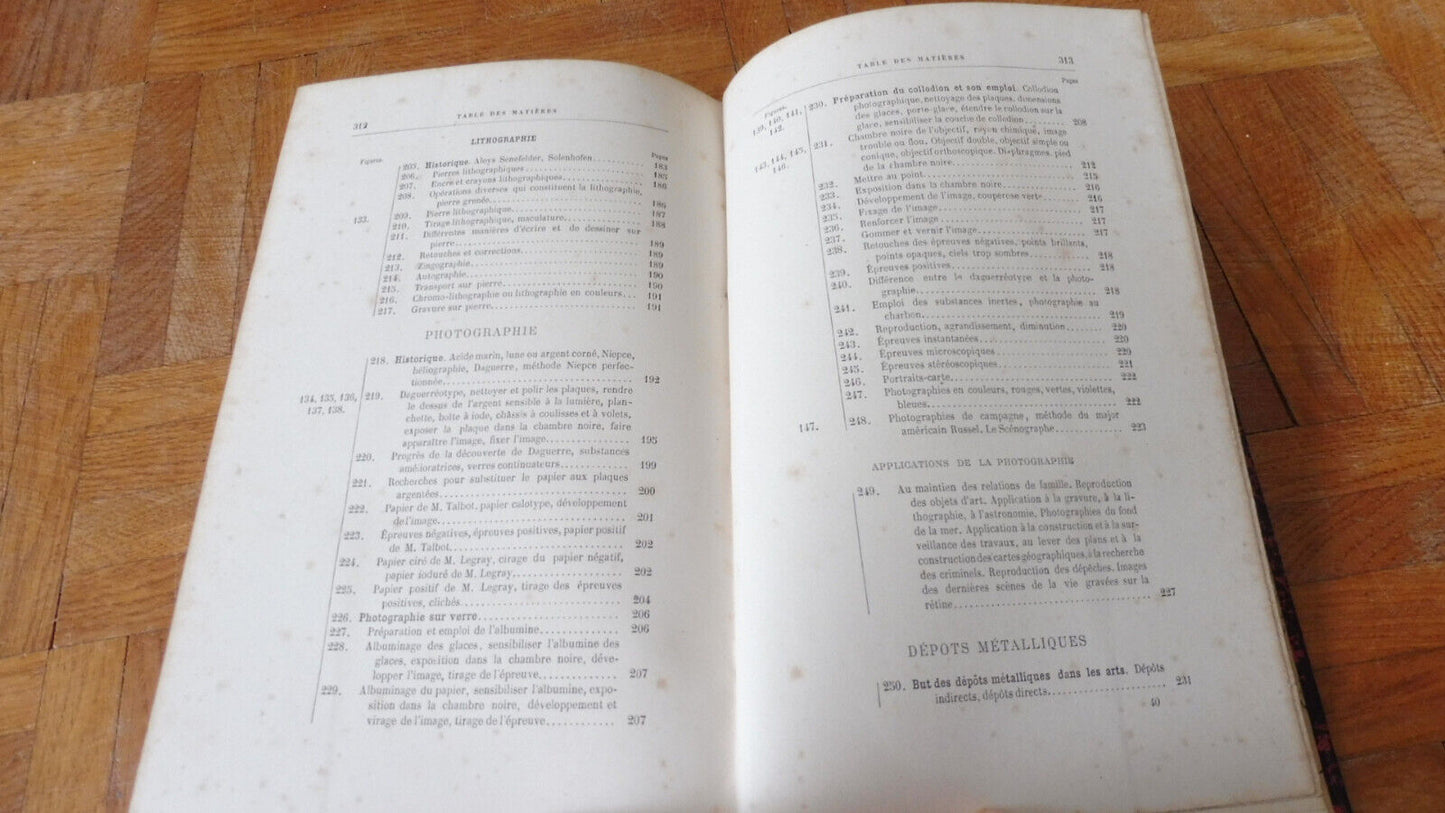 312
TABLE DES MATIÈRES
LITHOGRAPHIE
Figures. Pages
205. Historique. Aloys Senefelder, Solenhofen 183
206. Pierres lithographiques 185
207. Encre et crayons lithographiques 186
208. Opérations diverses qui constituent la lithographie,
pierre grenée 186
133. 209. Pierre lithographique 187
210. Tirage lithographique, maculature 188
211. Différentes manières d'écrire et de dessiner sur
pierre 189
212. Retouches et corrections 189
213. Zingographie 189
214. Autographie 190
215. Transport sur pierre 190
216. Chromo-lithographie ou lithographie en couleurs 191
217. Gravure sur pierre 191
PHOTOGRAPHIE
218. Historique. Acide marin, lune ou argent corné, Niepce,
héliographie, Daguerre, méthode Niepce perfec-
tionnée 192
134, 135, 136, 219. Daguerréotype, nettoyer et polir les plaques, rendre
137, 138. le dessus de l'argent sensible à la lumière, plan-
chette, boîte à iode, châssis à coulisses et à volets,
exposer la plaque dans la chambre noire, faire
apparaître l'image, fixer l'image 195
220. Progrès de la découverte de Daguerre, substances
amélioratrices, verres continuateurs 199
221. Recherches pour substituer le papier aux plaques
argentées 200
222. Papier de M. Talbot, papier calotype, développement
de l'image 201
223. Épreuves négatives, épreuves positives, papier positif
de M. Talbot 202
224. Papier ciré de M. Legray, cirage du papier négatif,
papier ioduré de M. Legray 202
225. Papier positif de M. Legray, tirage des épreuves
positives, clichés 204
226. Photographie sur verre 206
227. Préparation et emploi de l'albumine 206
228. Albuminage des glaces, sensibiliser l'albumine des
glaces, exposition dans la chambre noire, déve-
lopper l'image, tirage de l'épreuve 207
229. Albuminage du papier, sensibiliser l'albumine, expo-
sition dans la chambre noire, développement et
virage de l'image, tirage de l'épreuve 207
TABLE DES MATIÈRES
313
Figures. Pages
139, 140, 141, 230. Préparation du collodion et son emploi. Collodion
142. photographique, nettoyage des plaques, dimensions
des glaces, porte-glace, étendre le collodion sur la
glace, sensibiliser la couche de collodion 208
143, 144, 145, 231. Chambre noire de l'objectif, rayon chimique, image
146. trouble ou flou. Objectif double, objectif simple ou
conique, objectif orthoscopique. Diaphragmes, pied
de la chambre noire 212
232. Mettre au point 215
233. Exposition dans la chambre noire 216
234. Développement de l'image, couperose verte 216
235. Fixage de l'image 217
236. Renforcer l'image 217
237. Gommer et vernir l'image 217
238. Retouches des épreuves négatives, points brillants,
points opaques, ciels trop sombres 218
239. Épreuves positives 218
240. Différence entre le daguerréotype et la photo-
graphie 218
241. Emploi des substances inertes, photographie au
charbon 219
242. Reproduction, agrandissement, diminution 220
243. Épreuves instantanées 220
244. Épreuves microscopiques 220
245. Épreuves stéréoscopiques 221
246. Portraits-carte 222
247. Photographies en couleurs, rouges, vertes, violettes,
bleues 222
147. 248. Photographies de campagne, méthode du major
américain Russel. Le Scénographe 223
APPLICATIONS DE LA PHOTOGRAPHIE
249. Au maintien des relations de famille. Reproduction
des objets d'art. Application à la gravure, à la li-
thographie, à l'astronomie. Photographies du fond
de la mer. Application à la construction et à la sur-
veillance des travaux, au lever des plans et à la
construction des cartes géographiques, à la recherche
des criminels. Reproduction des dépêches. Images
des dernières scènes de la vie gravées sur la
rétine 227
DÉPOTS MÉTALLIQUES
250. But des dépôts métalliques dans les arts. Dépôts
indirects, dépôts directs 231
40